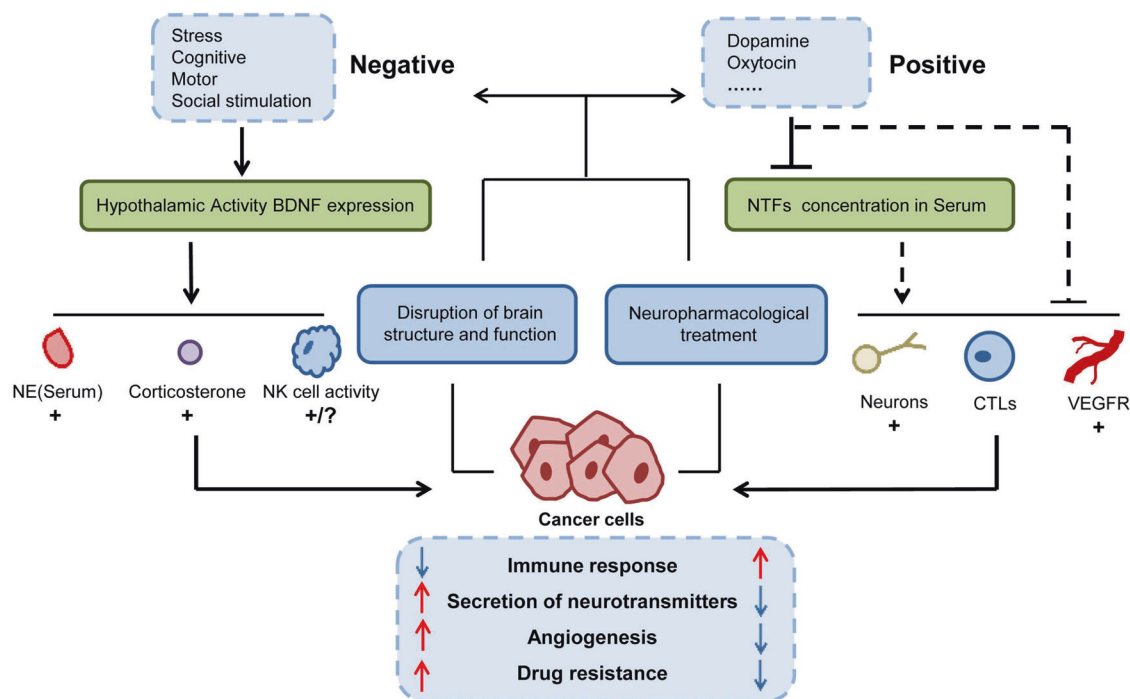 Stress
Cognitive
Motor
Social stimulation
Negative
Dopamine
Oxytocin
......
Positive
Hypothalamic Activity BDNF expression
NTFs concentration in Serum
Disruption of brain
structure and function
Neuropharmacological
treatment
NE(Serum)
+
Corticosterone
+
NK cell activity
+/?
Neurons
+
CTLs
VEGFR
+
Cancer cells
Immune response
Secretion of neurotransmitters
Angiogenesis
Drug resistance